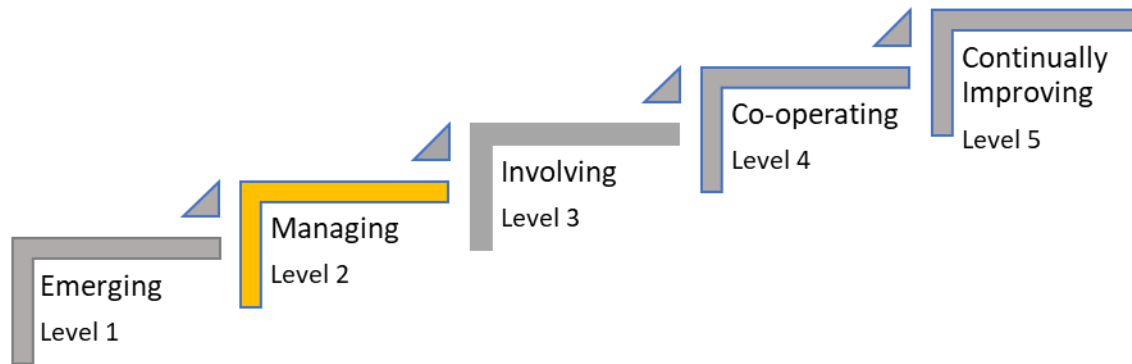 Emerging
Level 1
Managing
Level 2
Involving
Level 3
Co-operating
Level 4
Continually
Improving
Level 5